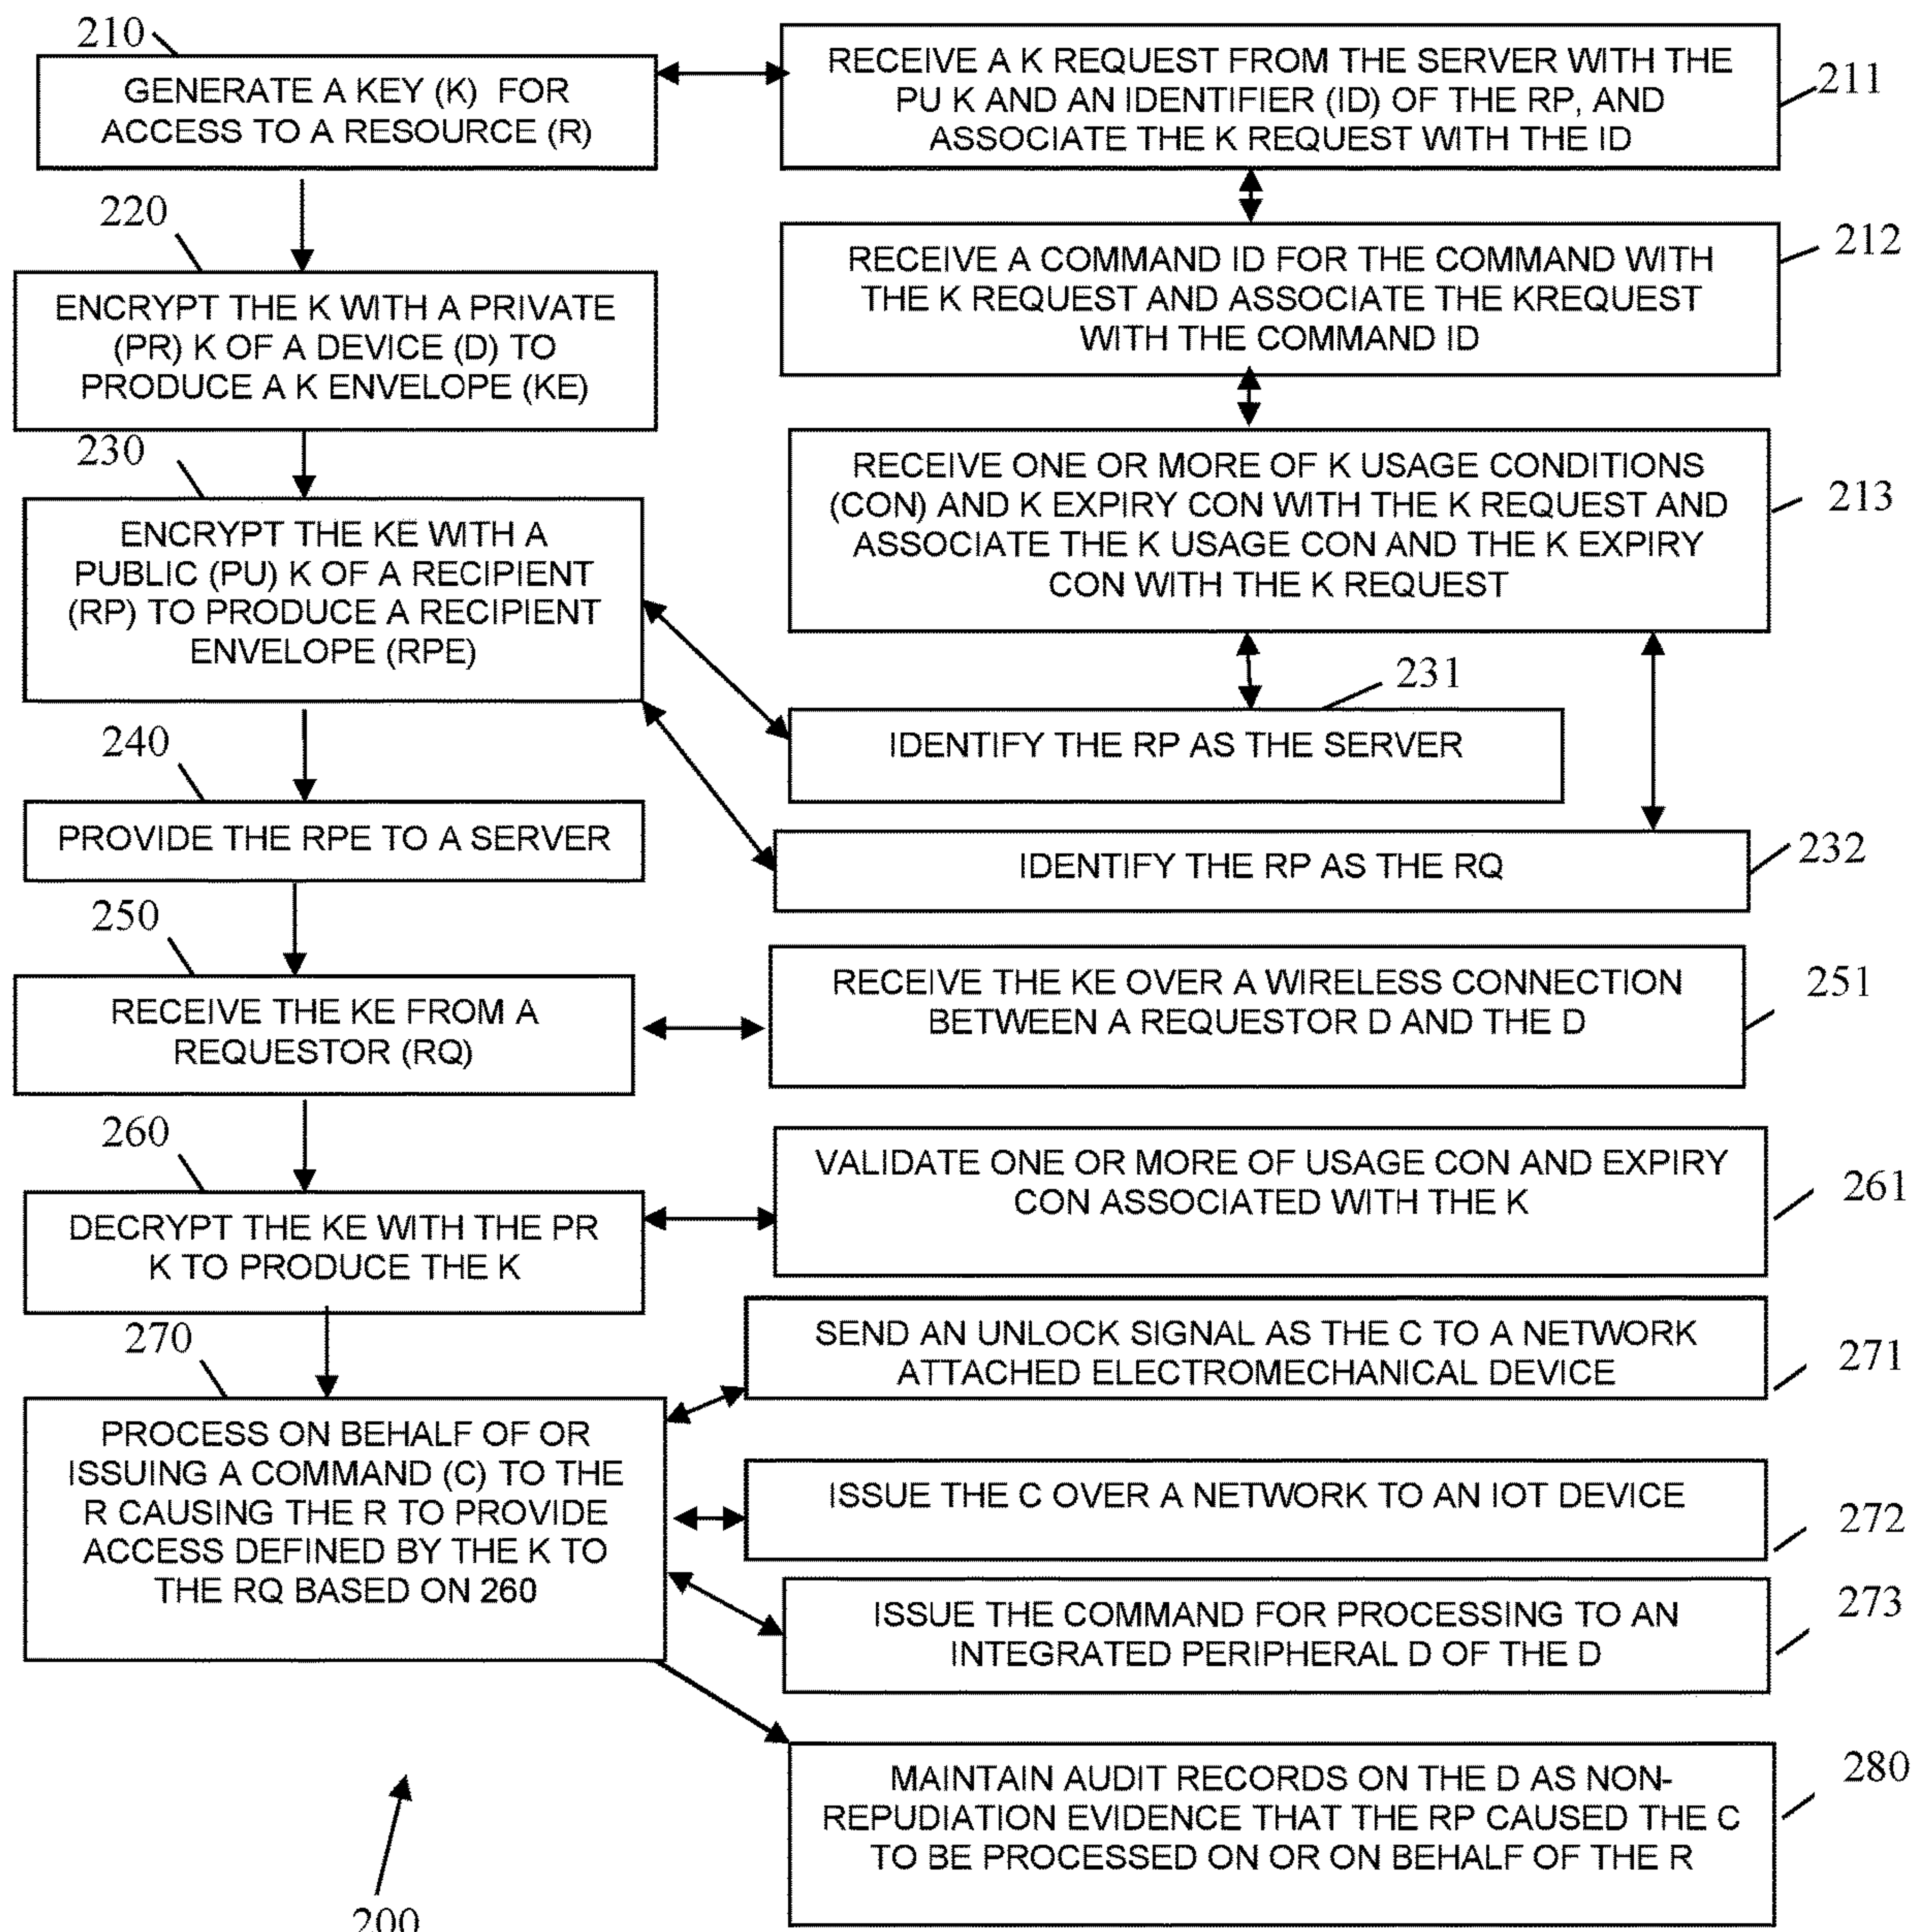 210
GENERATE A KEY (K) FOR
ACCESS TO A RESOURCE (R)
RECEIVE A K REQUEST FROM THE SERVER WITH THE
PU K AND AN IDENTIFIER (ID) OF THE RP, AND
ASSOCIATE THE K REQUEST WITH THE ID
211
220
ENCRYPT THE K WITH A PRIVATE
(PR) K OF A DEVICE (D) TO
PRODUCE A K ENVELOPE (KE)
RECEIVE A COMMAND ID FOR THE COMMAND WITH
THE K REQUEST AND ASSOCIATE THE KREQUEST
WITH THE COMMAND ID
212
230
ENCRYPT THE KE WITH A
PUBLIC (PU) K OF A RECIPIENT
(RP) TO PRODUCE A RECIPIENT
ENVELOPE (RPE)
RECEIVE ONE OR MORE OF K USAGE CONDITIONS
(CON) AND K EXPIRY CON WITH THE K REQUEST AND
ASSOCIATE THE K USAGE CON AND THE K EXPIRY
CON WITH THE K REQUEST
213
231
IDENTIFY THE RP AS THE SERVER
240
PROVIDE THE RPE TO A SERVER
IDENTIFY THE RP AS THE RQ
232
250
RECEIVE THE KE FROM A
REQUESTOR (RQ)
RECEIVE THE KE OVER A WIRELESS CONNECTION
BETWEEN A REQUESTOR D AND THE D
251
260
DECRYPT THE KE WITH THE PR
K TO PRODUCE THE K
VALIDATE ONE OR MORE OF USAGE CON AND EXPIRY
CON ASSOCIATED WITH THE K
261
270
PROCESS ON BEHALF OF OR
ISSUING A COMMAND (C) TO THE
R CAUSING THE R TO PROVIDE
ACCESS DEFINED BY THE K TO
THE RQ BASED ON 260
SEND AN UNLOCK SIGNAL AS THE C TO A NETWORK
ATTACHED ELECTROMECHANICAL DEVICE
271
ISSUE THE C OVER A NETWORK TO AN IOT DEVICE
272
ISSUE THE COMMAND FOR PROCESSING TO AN
INTEGRATED PERIPHERAL D OF THE D
273
MAINTAIN AUDIT RECORDS ON THE D AS NON-
REPUDIATION EVIDENCE THAT THE RP CAUSED THE C
TO BE PROCESSED ON OR ON BEHALF OF THE R
280
200